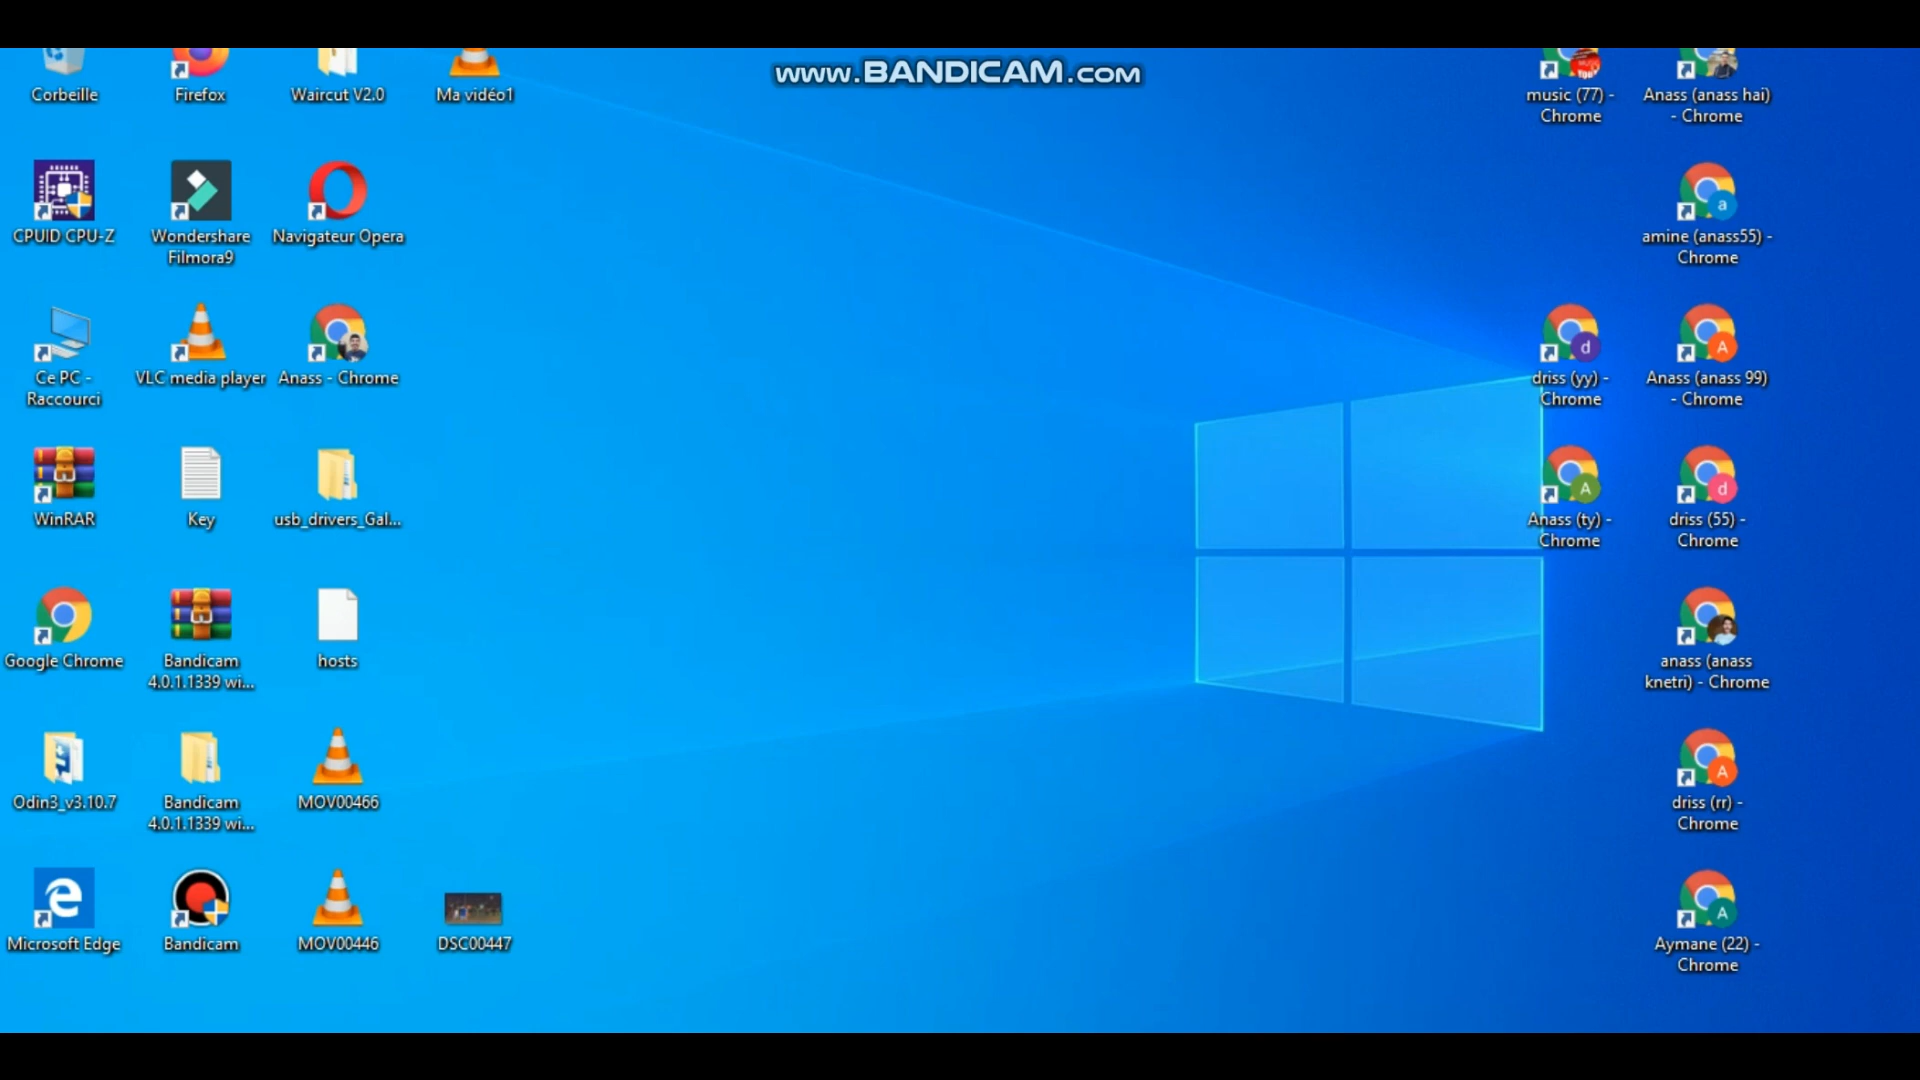 www.BANDICAM.com
Corbeille
Firefox
Waircut V2.0
Ma vidéo1
music (77) -
Chrome
Anass (anass hai)
- Chrome
CPUID CPU-Z
Wondershare
Filmora9
Navigateur Opera
amine (anass55) -
Chrome
Ce PC -
Raccourci
VLC media player
Anass - Chrome
driss (yy) -
Chrome
Anass (anass 99)
- Chrome
WinRAR
Key
usb_drivers_Gal...
Anass (ty) -
Chrome
driss (55) -
Chrome
Google Chrome
Bandicam
4.0.1.1339 wi...
hosts
anass (anass
knetri) - Chrome
Odin3_v3.10.7
Bandicam
4.0.1.1339 wi...
MOV00466
driss (rr) -
Chrome
Microsoft Edge
Bandicam
MOV00446
DSC00447
Aymane (22) -
Chrome